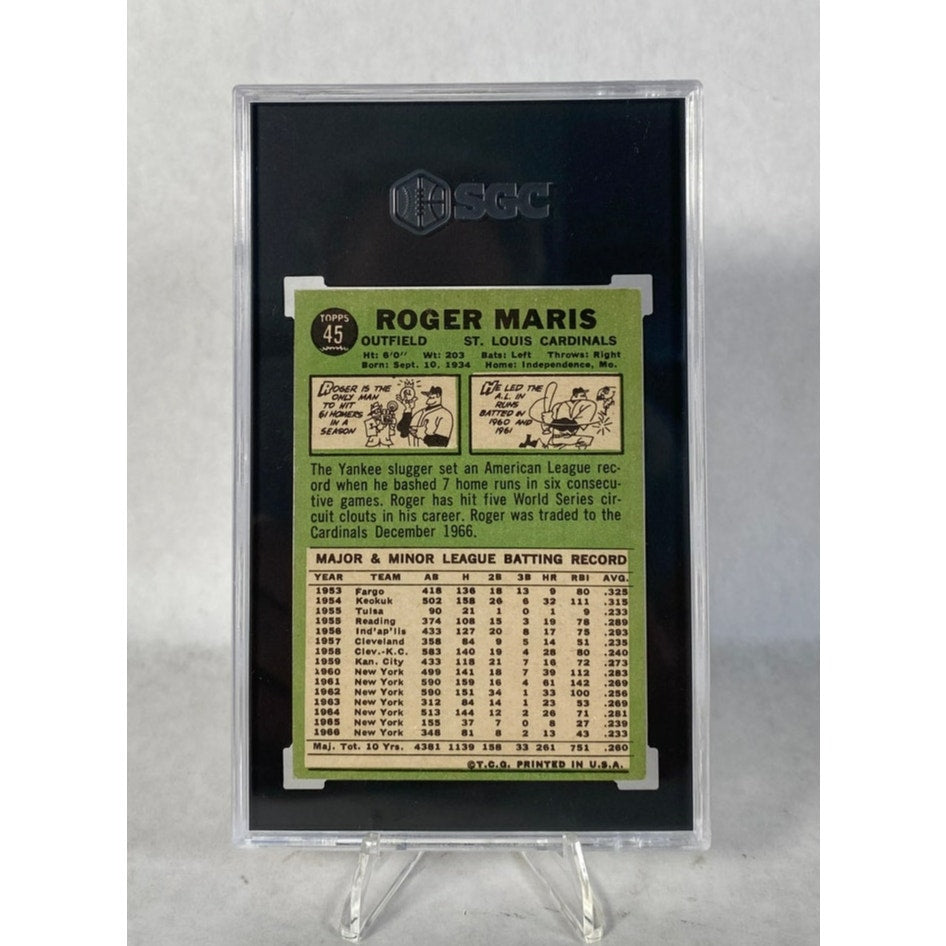 SGC
TOPPS
45
ROGER MARIS
OUTFIELD ST. LOUIS CARDINALS
Ht: 6'0" Wt: 203 Bats: Left Throws: Right
Born: Sept. 10, 1934 Home: Independence, Mo.
ROGER IS THE
ONLY MAN
TO HIT
61 HOMERS
IN A
SEASON
HE LED THE
A.L. IN
RUNS
BATTED IN
1960 AND
1961
The Yankee slugger set an American League rec-
ord when he bashed 7 home runs in six consecu-
tive games. Roger has hit five World Series cir-
cuit clouts in his career. Roger was traded to the
Cardinals December 1966.
MAJOR & MINOR LEAGUE BATTING RECORD
YEAR TEAM AB H 2B 3B HR RBI AVG.
1953 Fargo 418 136 18 13 9 80 .325
1954 Keokuk 502 158 26 6 32 111 .315
1955 Tulsa 90 21 1 0 1 9 .233
1955 Reading 374 108 15 3 19 78 .289
1956 Ind'ap'lis 433 127 20 8 17 75 .293
1957 Cleveland 358 84 9 5 14 51 .235
1958 Clev.-K.C. 583 140 19 4 28 80 .240
1959 Kan. City 433 118 21 7 16 72 .273
1960 New York 499 141 18 7 39 112 .283
1961 New York 590 159 16 4 61 142 .269
1962 New York 590 151 34 1 33 100 .256
1963 New York 312 84 14 1 23 53 .269
1964 New York 513 144 12 2 26 71 .281
1965 New York 155 37 7 0 8 27 .239
1966 New York 348 81 8 2 13 43 .233
Maj. Tot. 10 Yrs. 4381 1139 158 33 261 751 .260
©T.C.G. PRINTED IN U.S.A.